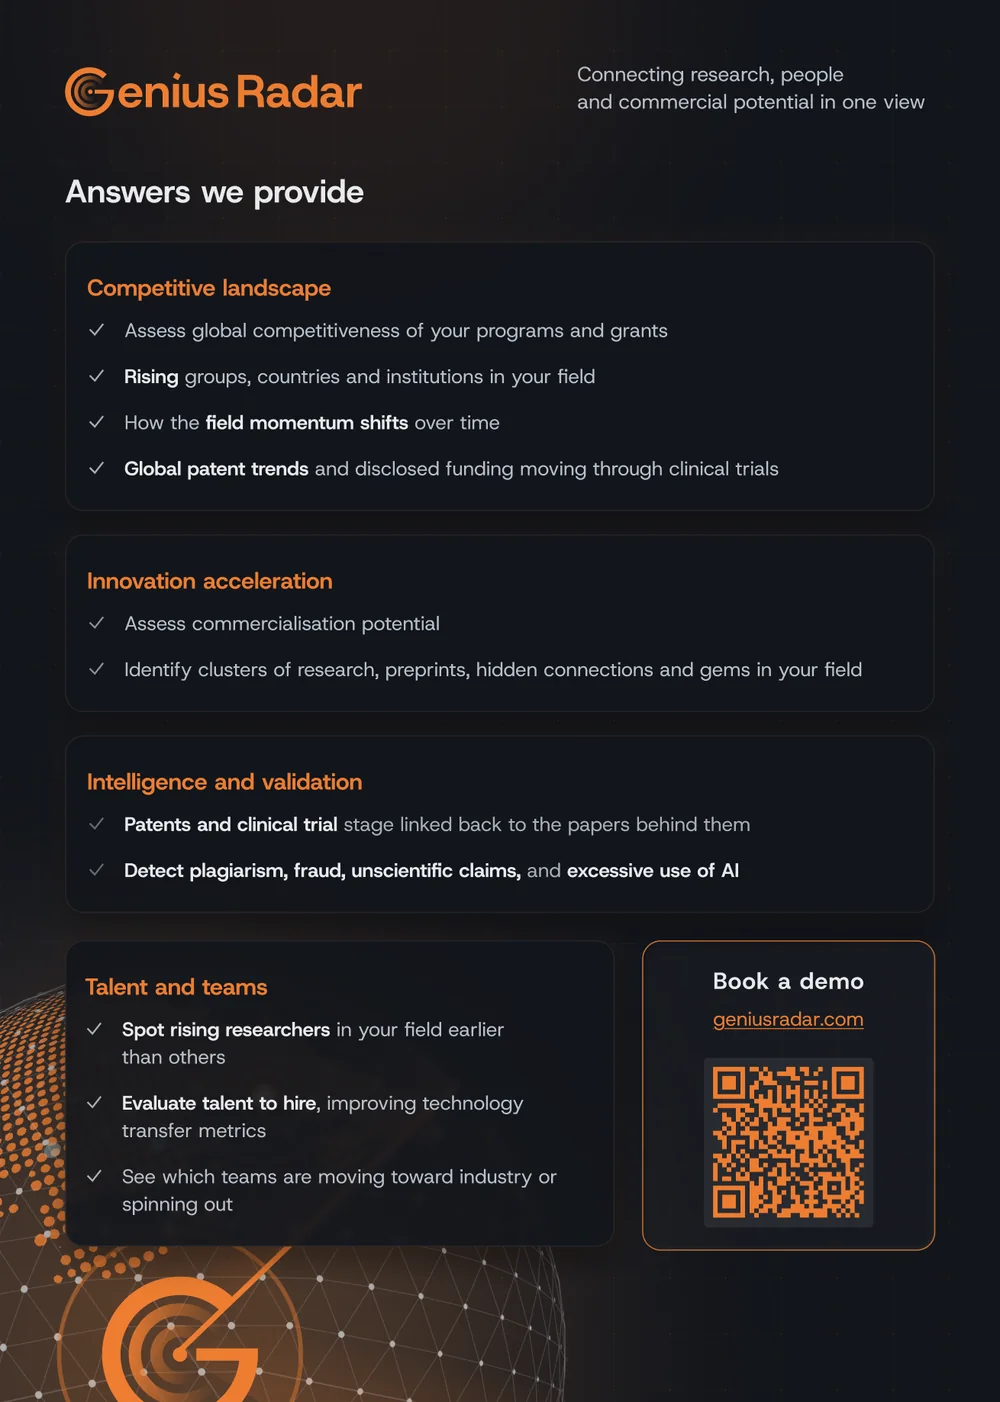 Genius Radar
Connecting research, people
and commercial potential in one view
Answers we provide
Competitive landscape
Assess global competitiveness of your programs and grants
Rising groups, countries and institutions in your field
How the field momentum shifts over time
Global patent trends and disclosed funding moving through clinical trials
Innovation acceleration
Assess commercialisation potential
Identify clusters of research, preprints, hidden connections and gems in your field
Intelligence and validation
Patents and clinical trial stage linked back to the papers behind them
Detect plagiarism, fraud, unscientific claims, and excessive use of AI
Talent and teams
Spot rising researchers in your field earlier
than others
Evaluate talent to hire, improving technology
transfer metrics
See which teams are moving toward industry or
spinning out
Book a demo
geniusradar.com